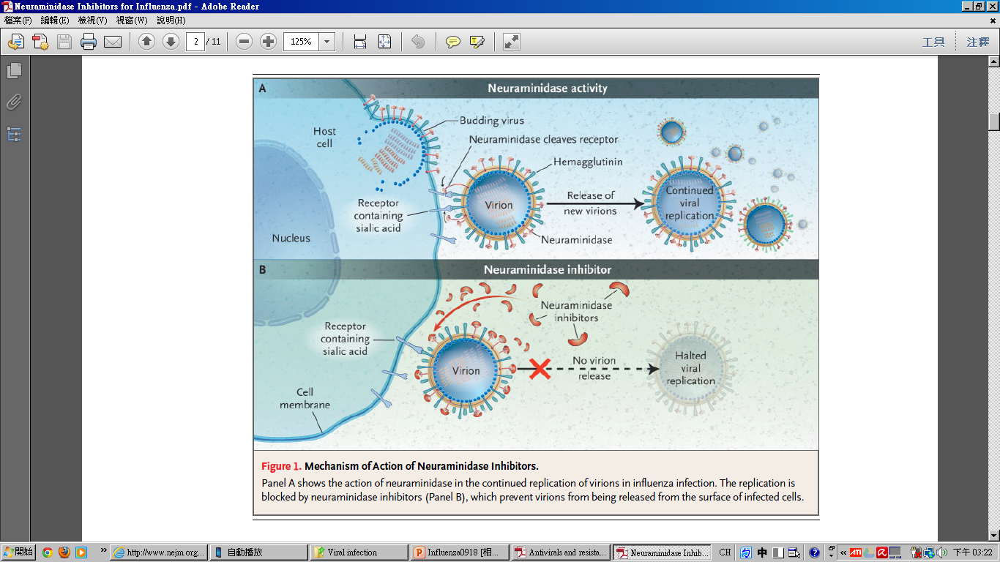 Neuraminidase Inhibitors for Influenza.pdf - Adobe Reader
檔案(F) 編輯(E) 檢視(V) 視窗(W) 說明(H)
2 / 11 125% 工具 注釋
A Neuraminidase activity
Budding virus
Host
cell
Neuraminidase cleaves receptor
Hemagglutinin
Receptor
containing
sialic acid
Virion
Release of
new virions
Continued
viral
replication
Nucleus
Neuraminidase
B Neuraminidase inhibitor
Neuraminidase
inhibitors
Receptor
containing
sialic acid
Virion
No virion
release
Halted
viral
replication
Cell
membrane
Figure 1. Mechanism of Action of Neuraminidase Inhibitors.
Panel A shows the action of neuraminidase in the continued replication of virions in influenza infection. The replication is
blocked by neuraminidase inhibitors (Panel B), which prevent virions from being released from the surface of infected cells.
開始 » http://www.nejm.org... 自動播放 Viral infection Influenza0918 [相... Antivirals and resista... Neuraminidase Inhib... CH 中 « ATI 下午 03:22